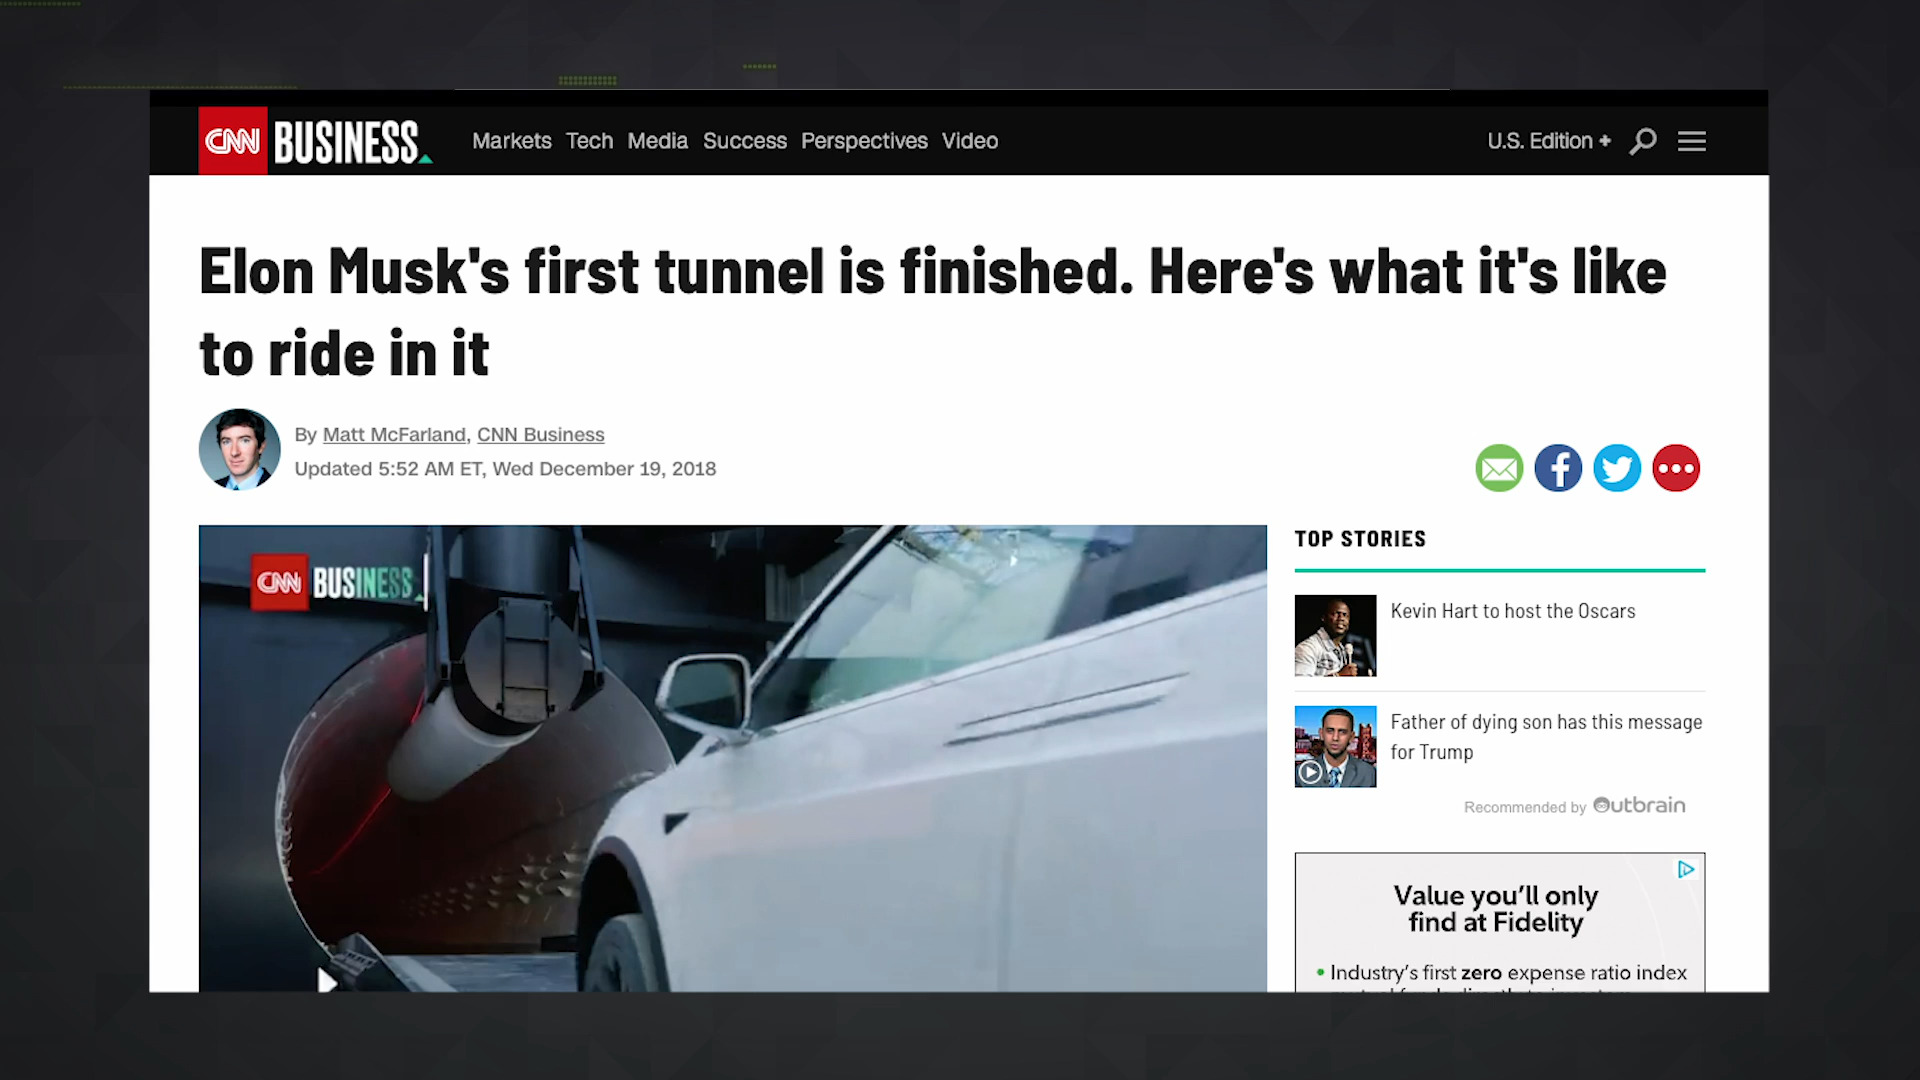 CNN BUSINESS
Markets Tech Media Success Perspectives Video
U.S. Edition +
Elon Musk's first tunnel is finished. Here's what it's like
to ride in it
By Matt McFarland, CNN Business
Updated 5:52 AM ET, Wed December 19, 2018
CNN BUSINESS
TOP STORIES
Kevin Hart to host the Oscars
Father of dying son has this message
for Trump
Recommended by Outbrain
Value you'll only
find at Fidelity
• Industry's first zero expense ratio index